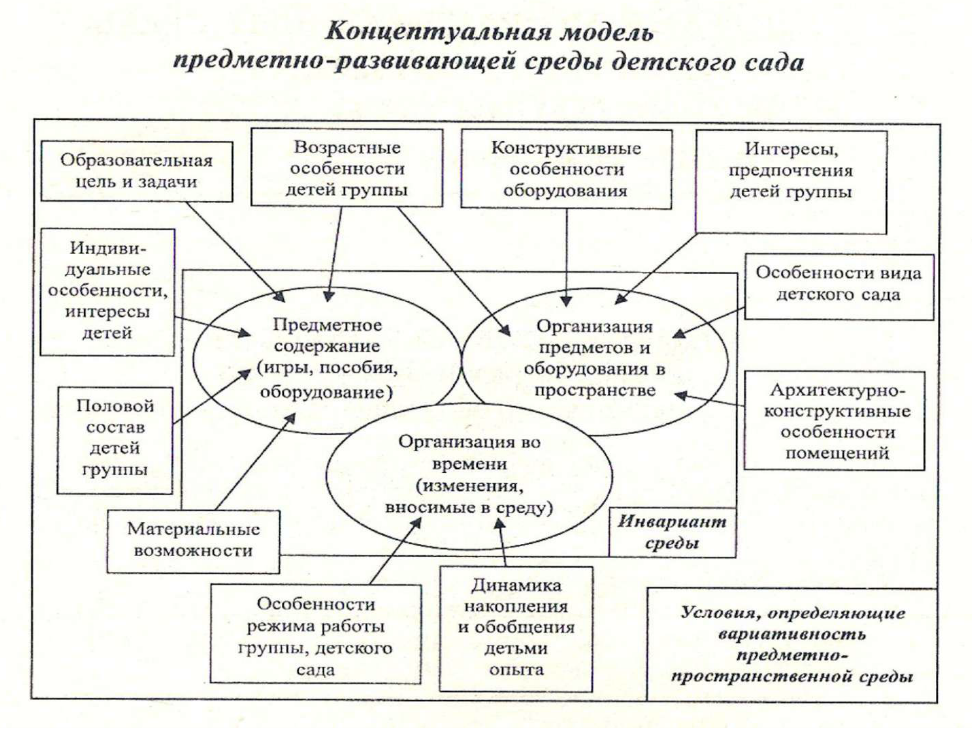 Концептуальная модель
предметно-развивающей среды детского сада
Образовательная
цель и задачи
Возрастные
особенности
детей группы
Конструктивные
особенности
оборудования
Интересы,
предпочтения
детей группы
Индиви-
дуальные
особенности,
интересы
детей
Особенности вида
детского сада
Предметное
содержание
(игры, пособия,
оборудование)
Организация
предметов и
оборудования в
пространстве
Половой
состав
детей
группы
Архитектурно-
конструктивные
особенности
помещений
Организация во
времени
(изменения,
вносимые в среду)
Материальные
возможности
Инвариант
среды
Особенности
режима работы
группы, детского
сада
Динамика
накопления
и обобщения
детьми
опыта
Условия, определяющие
вариативность
предметно-
пространственной среды